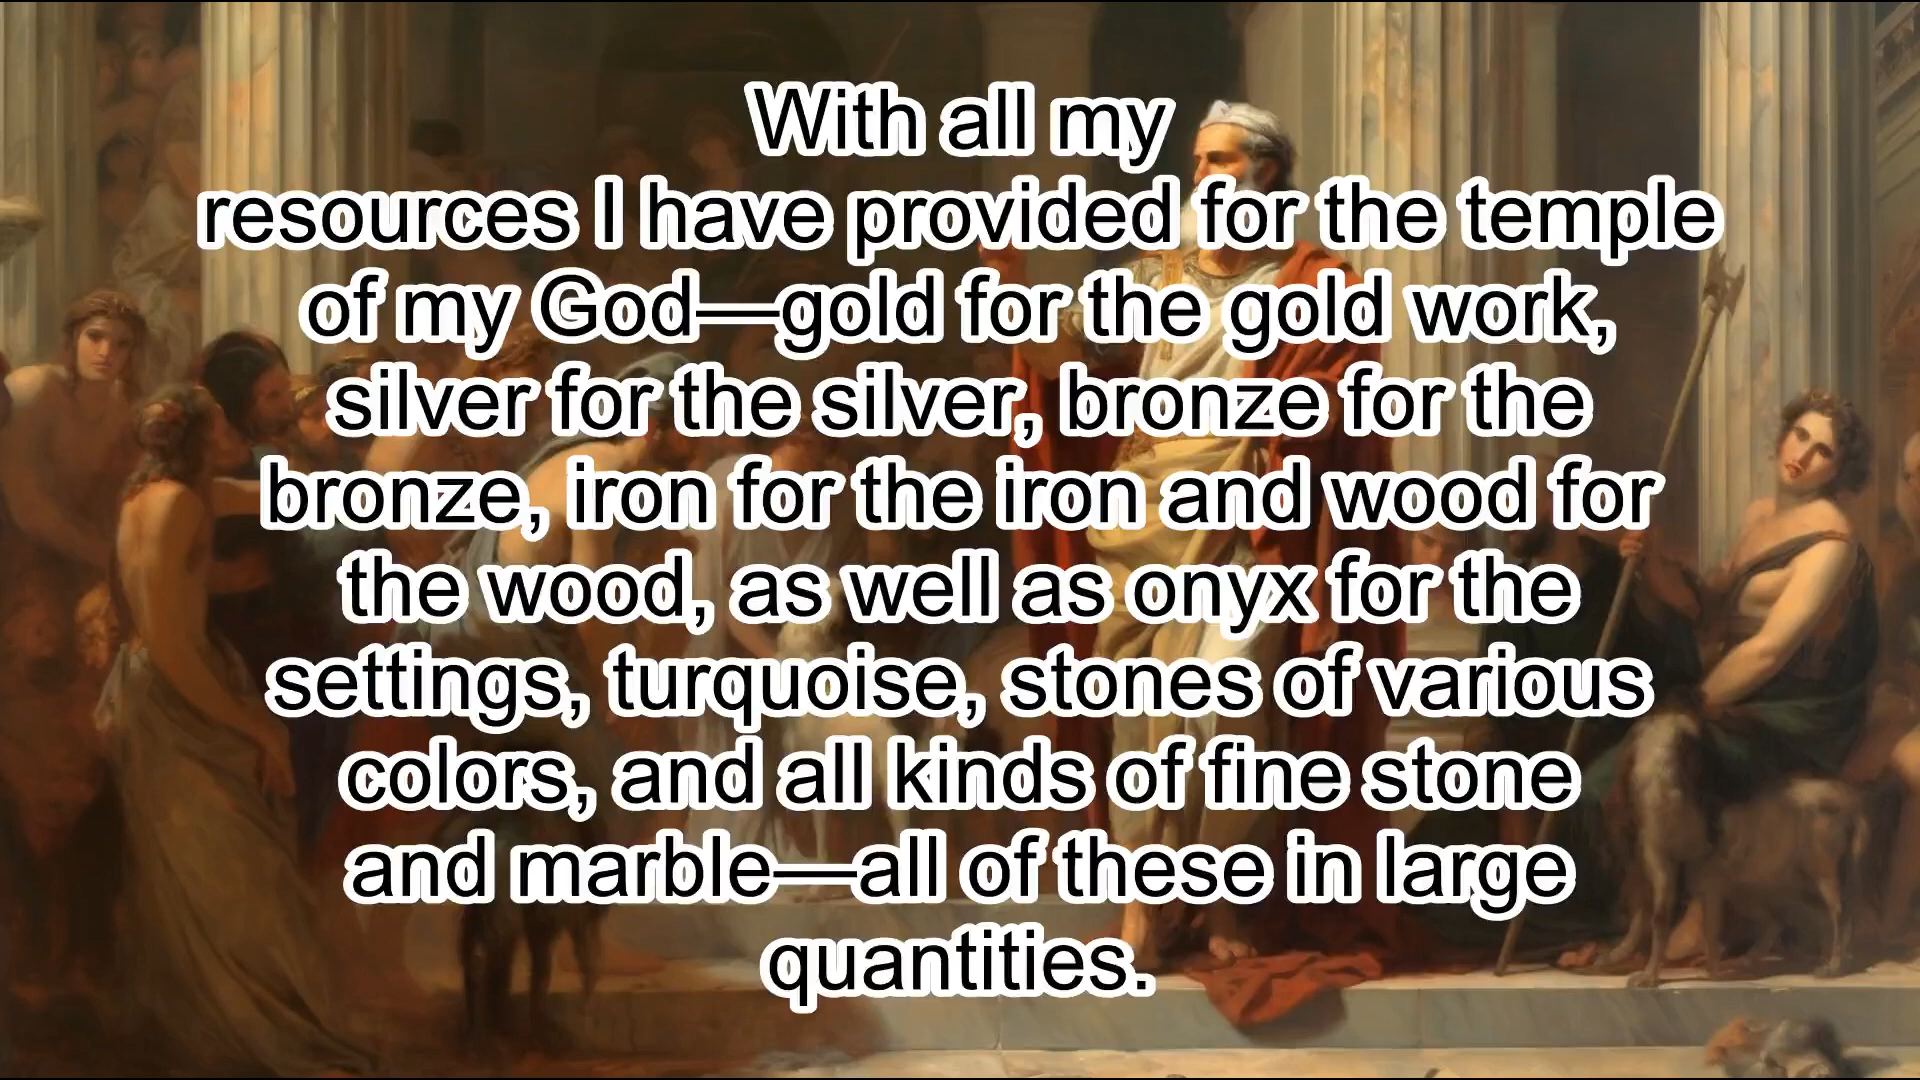 With all my
resources I have provided for the temple
of my God—gold for the gold work,
silver for the silver, bronze for the
bronze, iron for the iron and wood for
the wood, as well as onyx for the
settings, turquoise, stones of various
colors, and all kinds of fine stone
and marble—all of these in large
quantities.